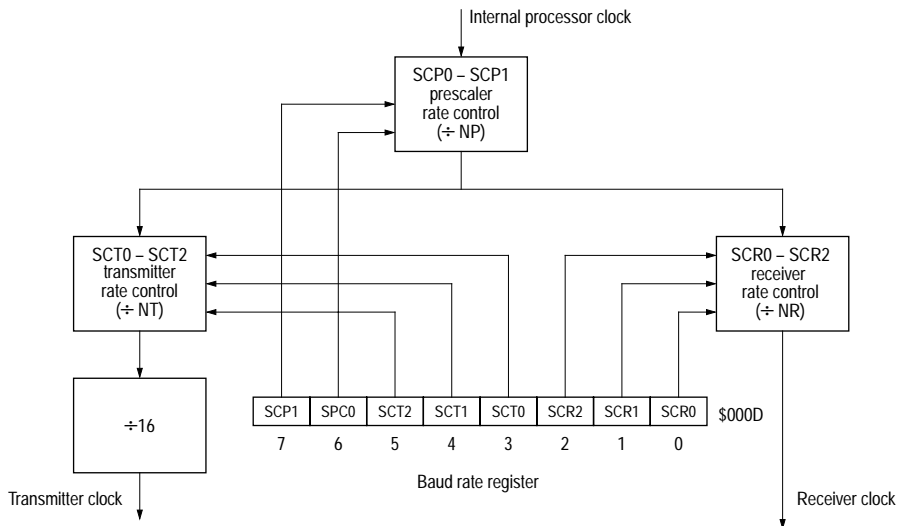 Internal processor clock
SCP0 – SCP1
prescaler
rate control
(÷ NP)
SCT0 – SCT2
transmitter
rate control
(÷ NT)
SCR0 – SCR2
receiver
rate control
(÷ NR)
÷16
SCP1 SPC0 SCT2 SCT1 SCT0 SCR2 SCR1 SCR0 $000D
7 6 5 4 3 2 1 0
Baud rate register
Transmitter clock
Receiver clock